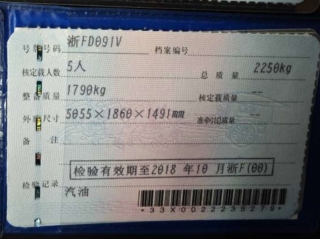 号牌号码 浙FD091V 档案编号
核定载人数 5人 总质量 2250kg
整备质量 1790kg 核定载质量 --
外廓尺寸 5055×1860×1491 准牵引总质量 --
备注
检验有效期至2018年10月浙F(00)
检验记录 汽油
*33X0022235279*